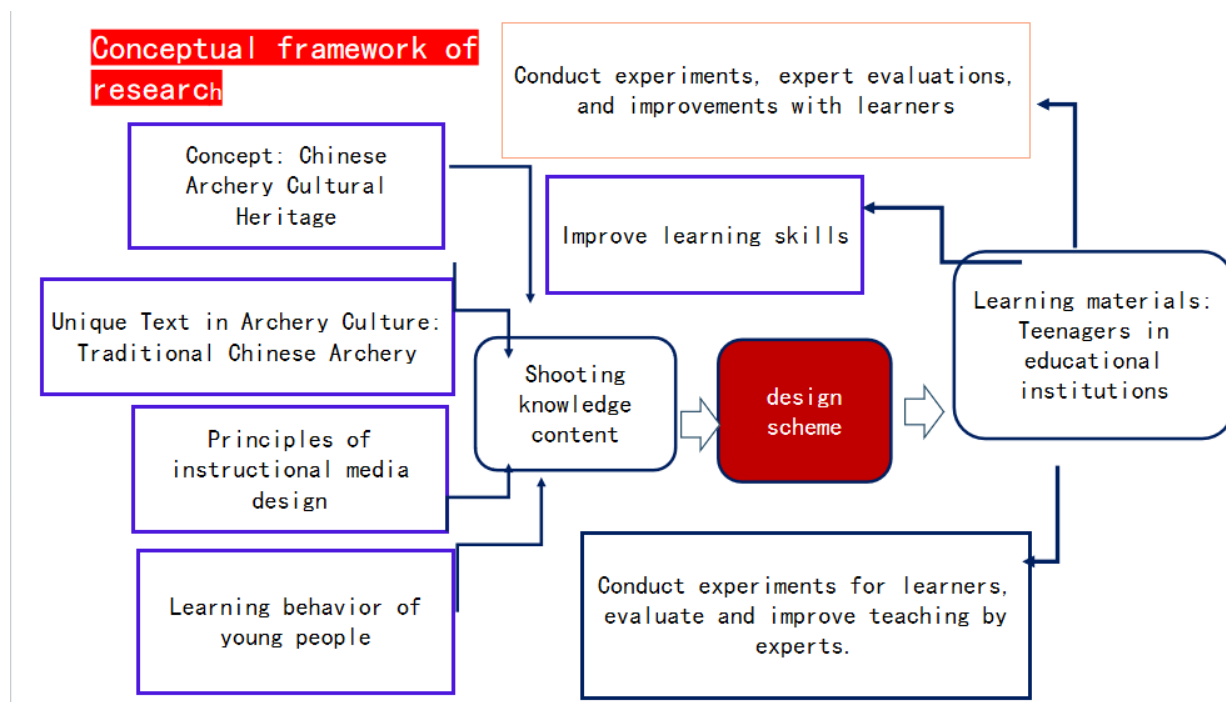 Conceptual framework of
research
Concept: Chinese
Archery Cultural
Heritage
Unique Text in Archery Culture:
Traditional Chinese Archery
Principles of
instructional media
design
Learning behavior of
young people
Shooting
knowledge
content
design
scheme
Conduct experiments, expert evaluations,
and improvements with learners
Improve learning skills
Learning materials:
Teenagers in
educational
institutions
Conduct experiments for learners,
evaluate and improve teaching by
experts.